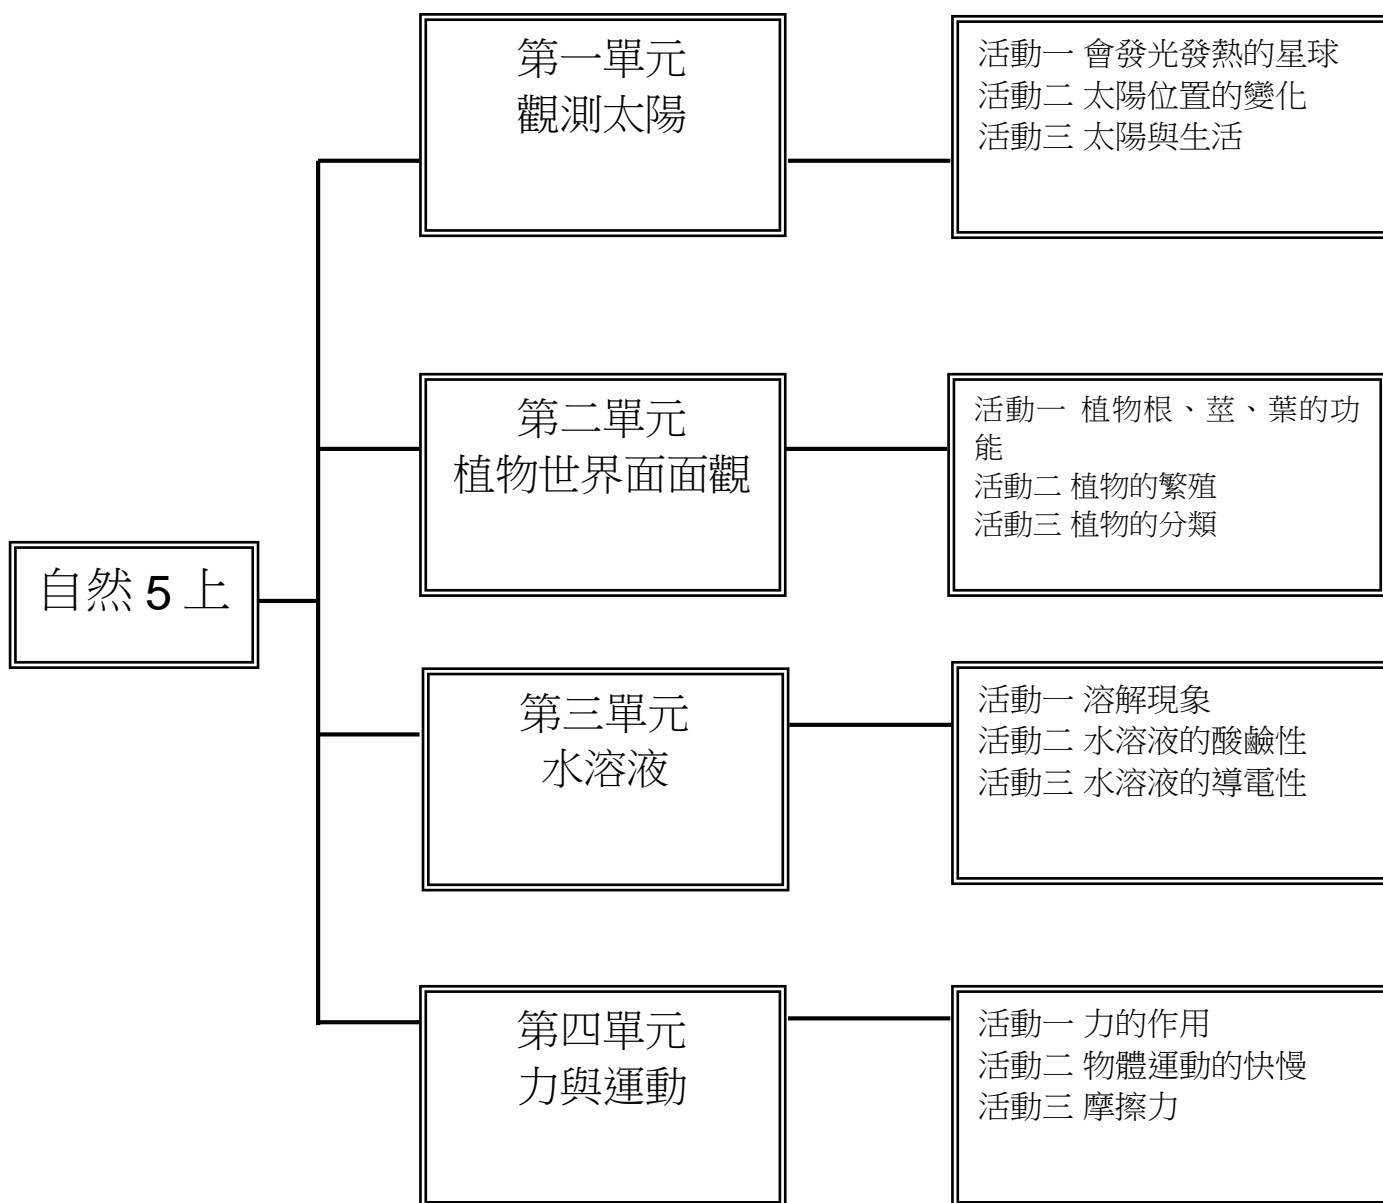 第一單元
觀測太陽
活動一 會發光發熱的星球
活動二 太陽位置的變化
活動三 太陽與生活
第二單元
植物世界面面觀
活動一 植物根、莖、葉的功
能
活動二 植物的繁殖
活動三 植物的分類
自然 5 上
第三單元
水溶液
活動一 溶解現象
活動二 水溶液的酸鹼性
活動三 水溶液的導電性
第四單元
力與運動
活動一 力的作用
活動二 物體運動的快慢
活動三 摩擦力